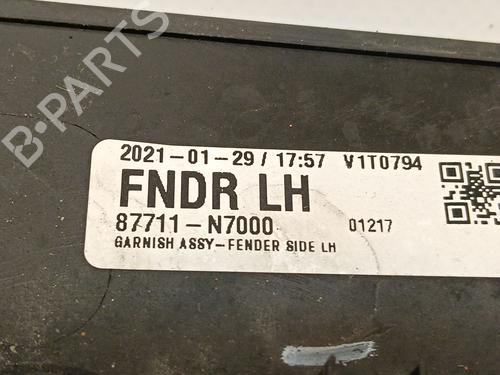 B-PARTS
2021-01-29 / 17:57 V1T0794
FNDR LH
87711-N7000 01217
GARNISH ASSY-FENDER SIDE LH